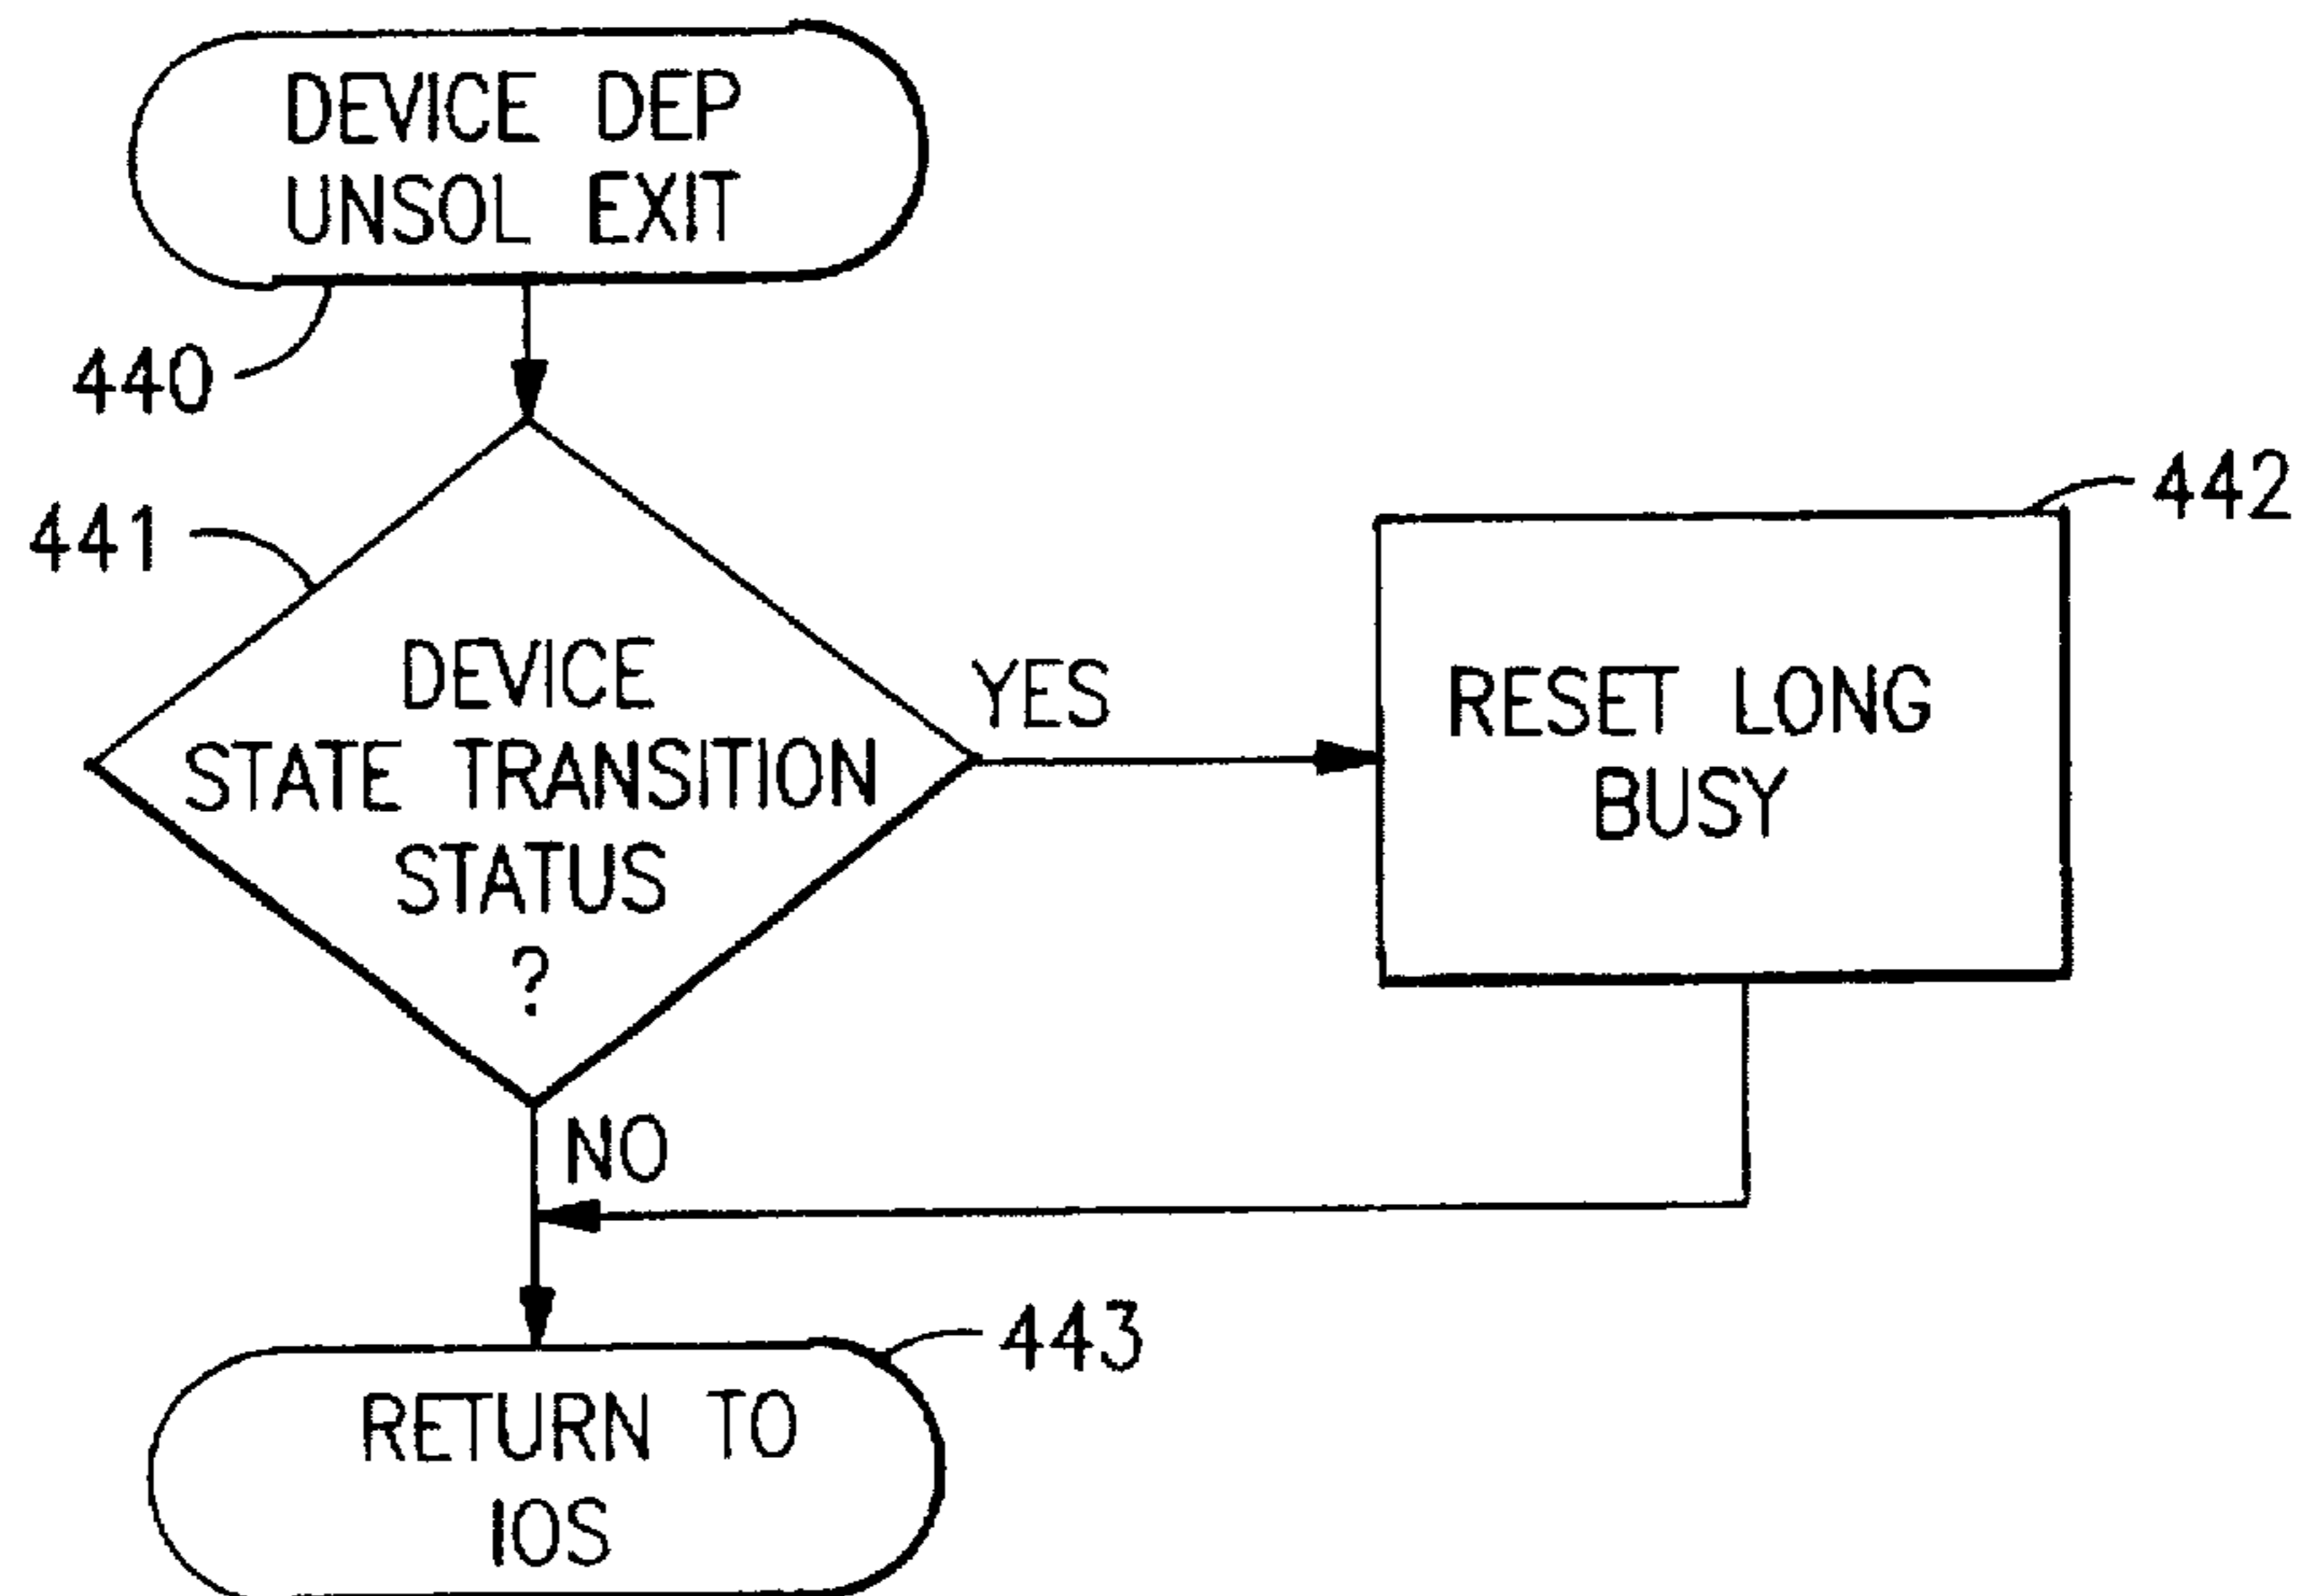 DEVICE DEP
UNSOL EXIT
440
441
442
DEVICE
STATE TRANSITION
STATUS
?
YES
RESET LONG
BUSY
NO
443
RETURN TO
IOS